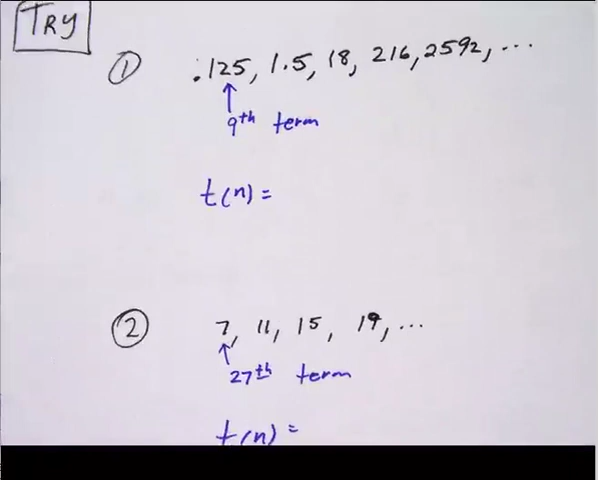 TRY
① .125, 1.5, 18, 216, 2592, ...
↑
9th term
t(n) =
② 7, 11, 15, 19, ...
↑
27th term
t(n) =